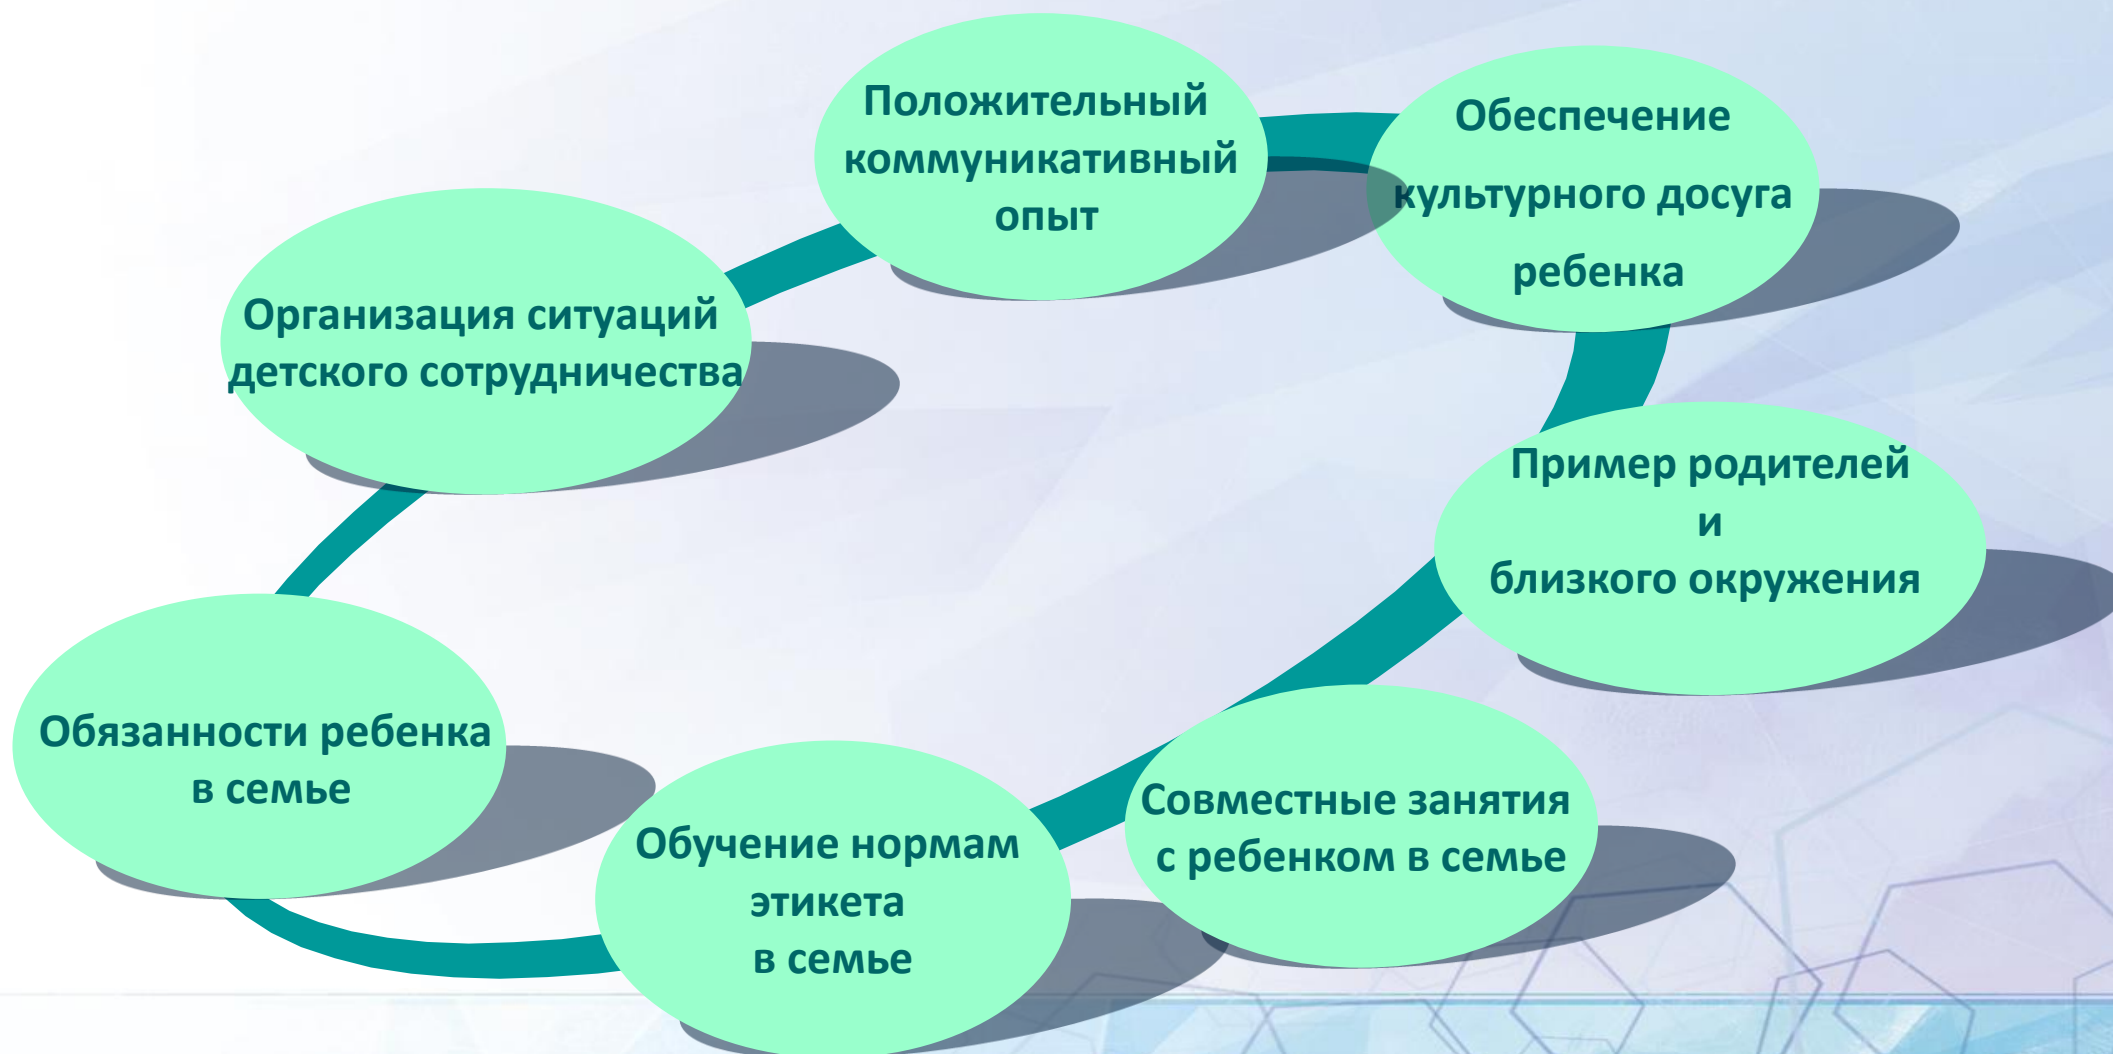 Положительный
коммуникативный
опыт
Обеспечение
культурного досуга
ребенка
Организация ситуаций
детского сотрудничества
Пример родителей
и
близкого окружения
Обязанности ребенка
в семье
Обучение нормам
этикета
в семье
Совместные занятия
с ребенком в семье